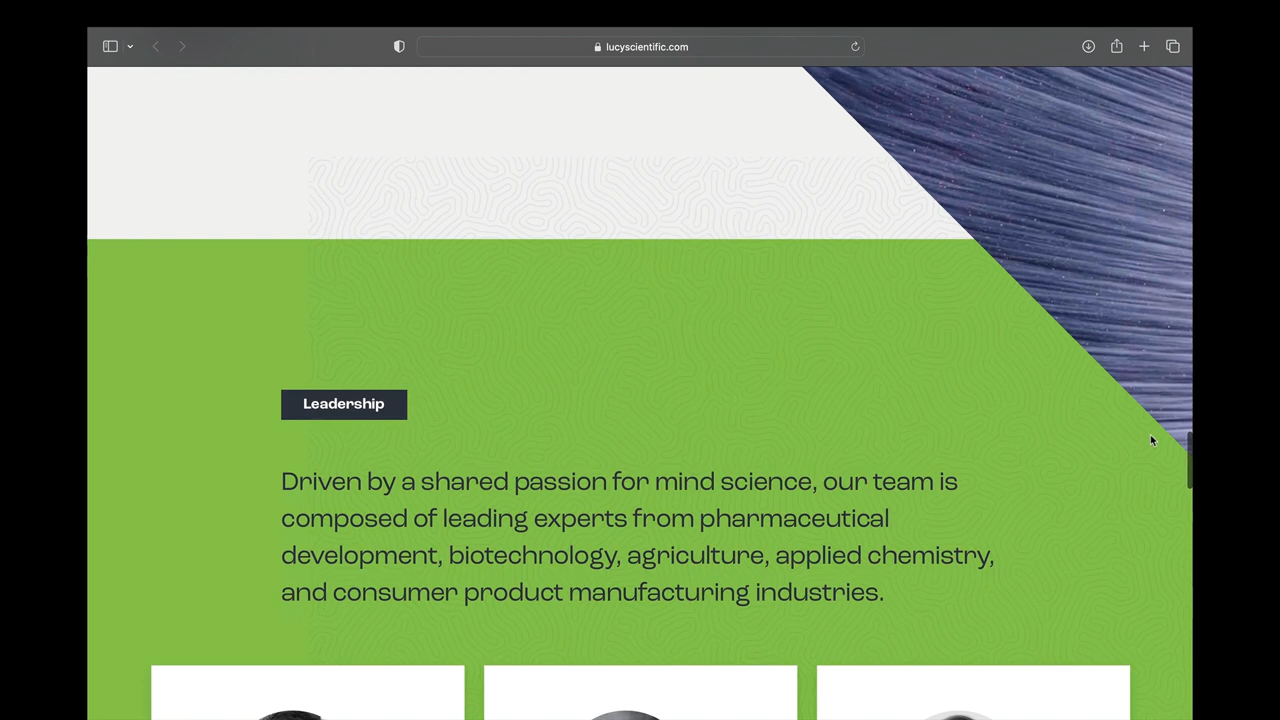 lucyscientific.com
Leadership
Driven by a shared passion for mind science, our team is
composed of leading experts from pharmaceutical
development, biotechnology, agriculture, applied chemistry,
and consumer product manufacturing industries.